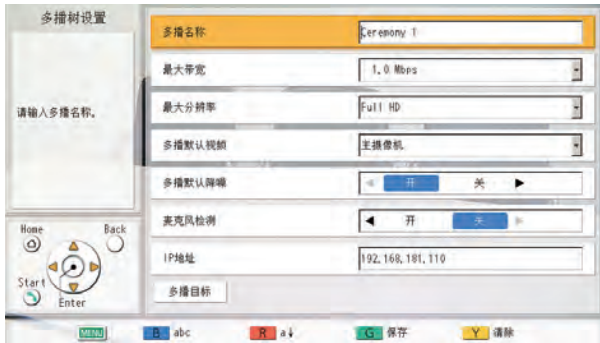 多播树设置
请输入多播名称。
多播名称 Ceremony 1
最大带宽 1.0 Mbps
最大分辨率 Full HD
多播默认视频 主摄像机
多播默认降噪 开 关
麦克风检测 开 关
IP地址 192.168.181.110
多播目标
Home Back
Start
Enter
MENU B abc R a↓ G 保存 Y 清除